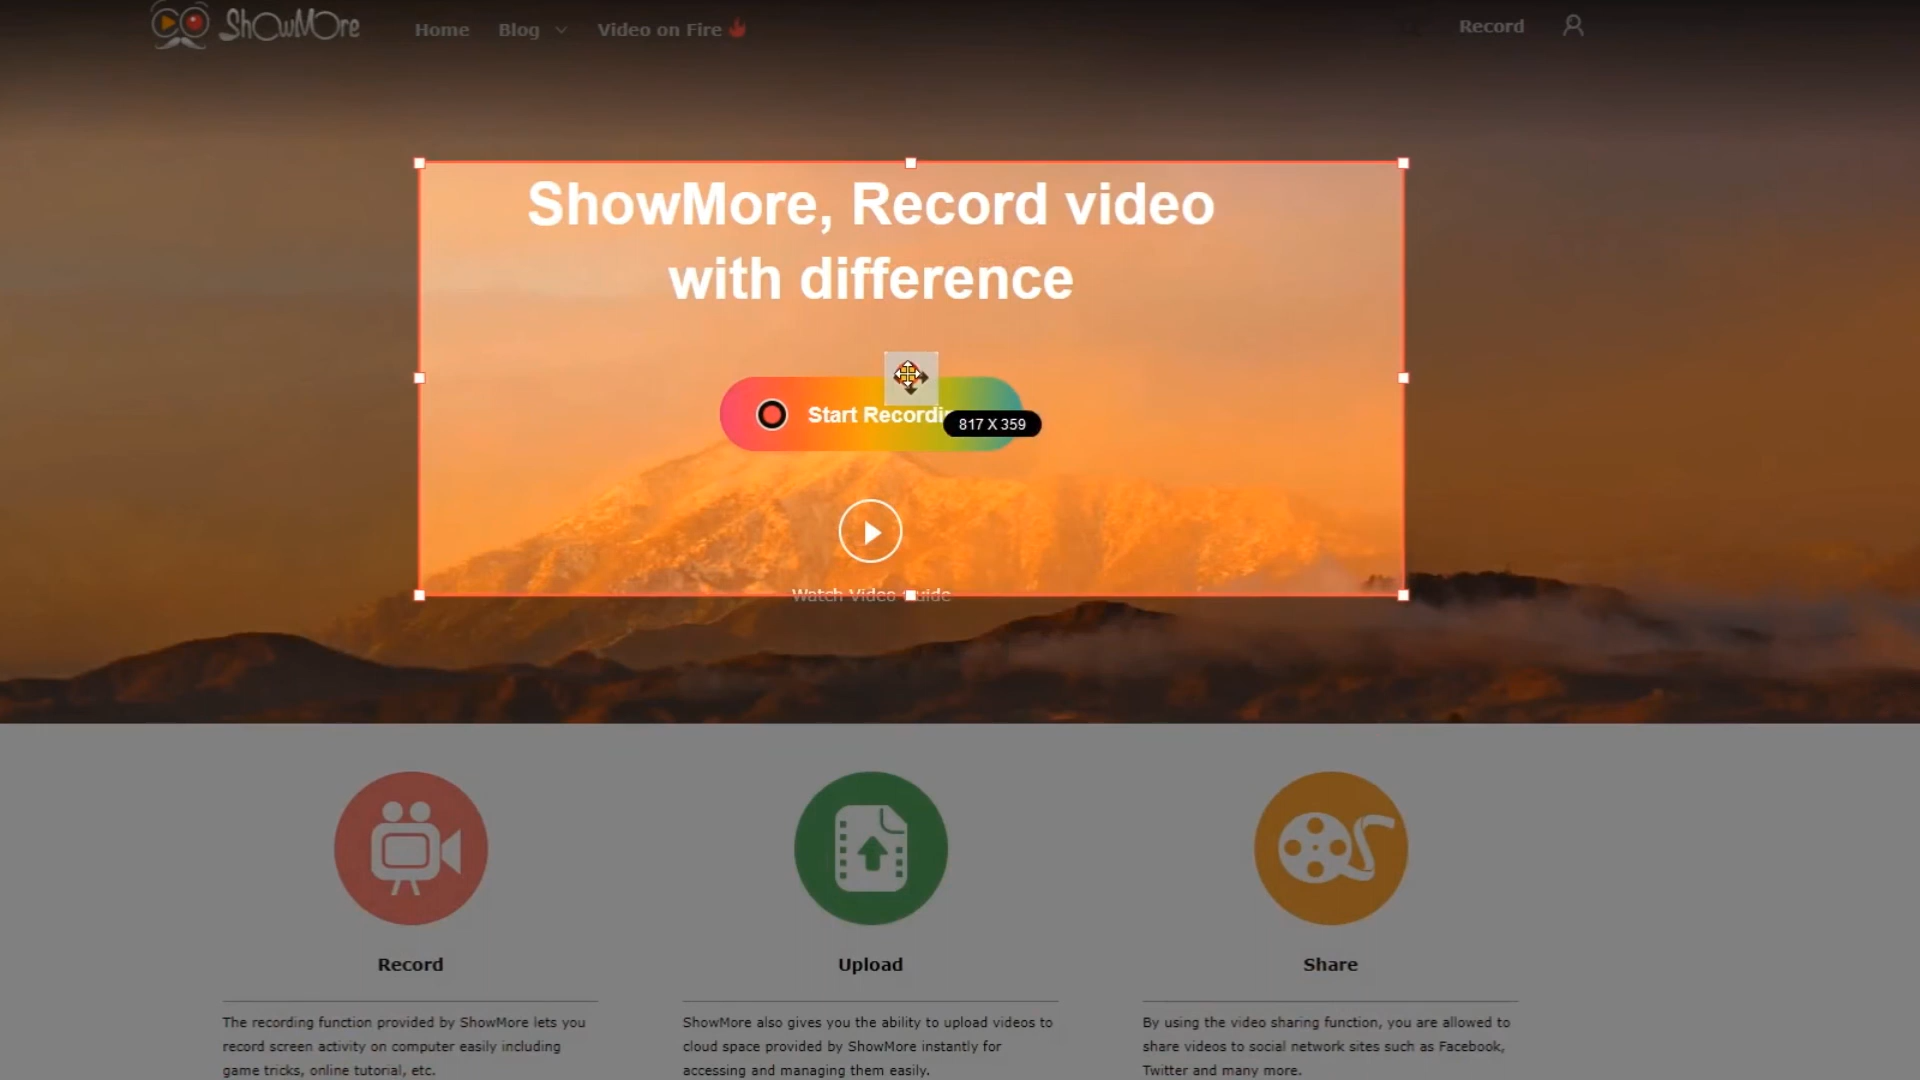 ShowMore
Home
Blog
Video on Fire
Record
ShowMore, Record video
with difference
Start Recordin
817 X 359
Watch Video Guide
Record
Upload
Share
The recording function provided by ShowMore lets you
record screen activity on computer easily including
game tricks, online tutorial, etc.
ShowMore also gives you the ability to upload videos to
cloud space provided by ShowMore instantly for
accessing and managing them easily.
By using the video sharing function, you are allowed to
share videos to social network sites such as Facebook,
Twitter and many more.